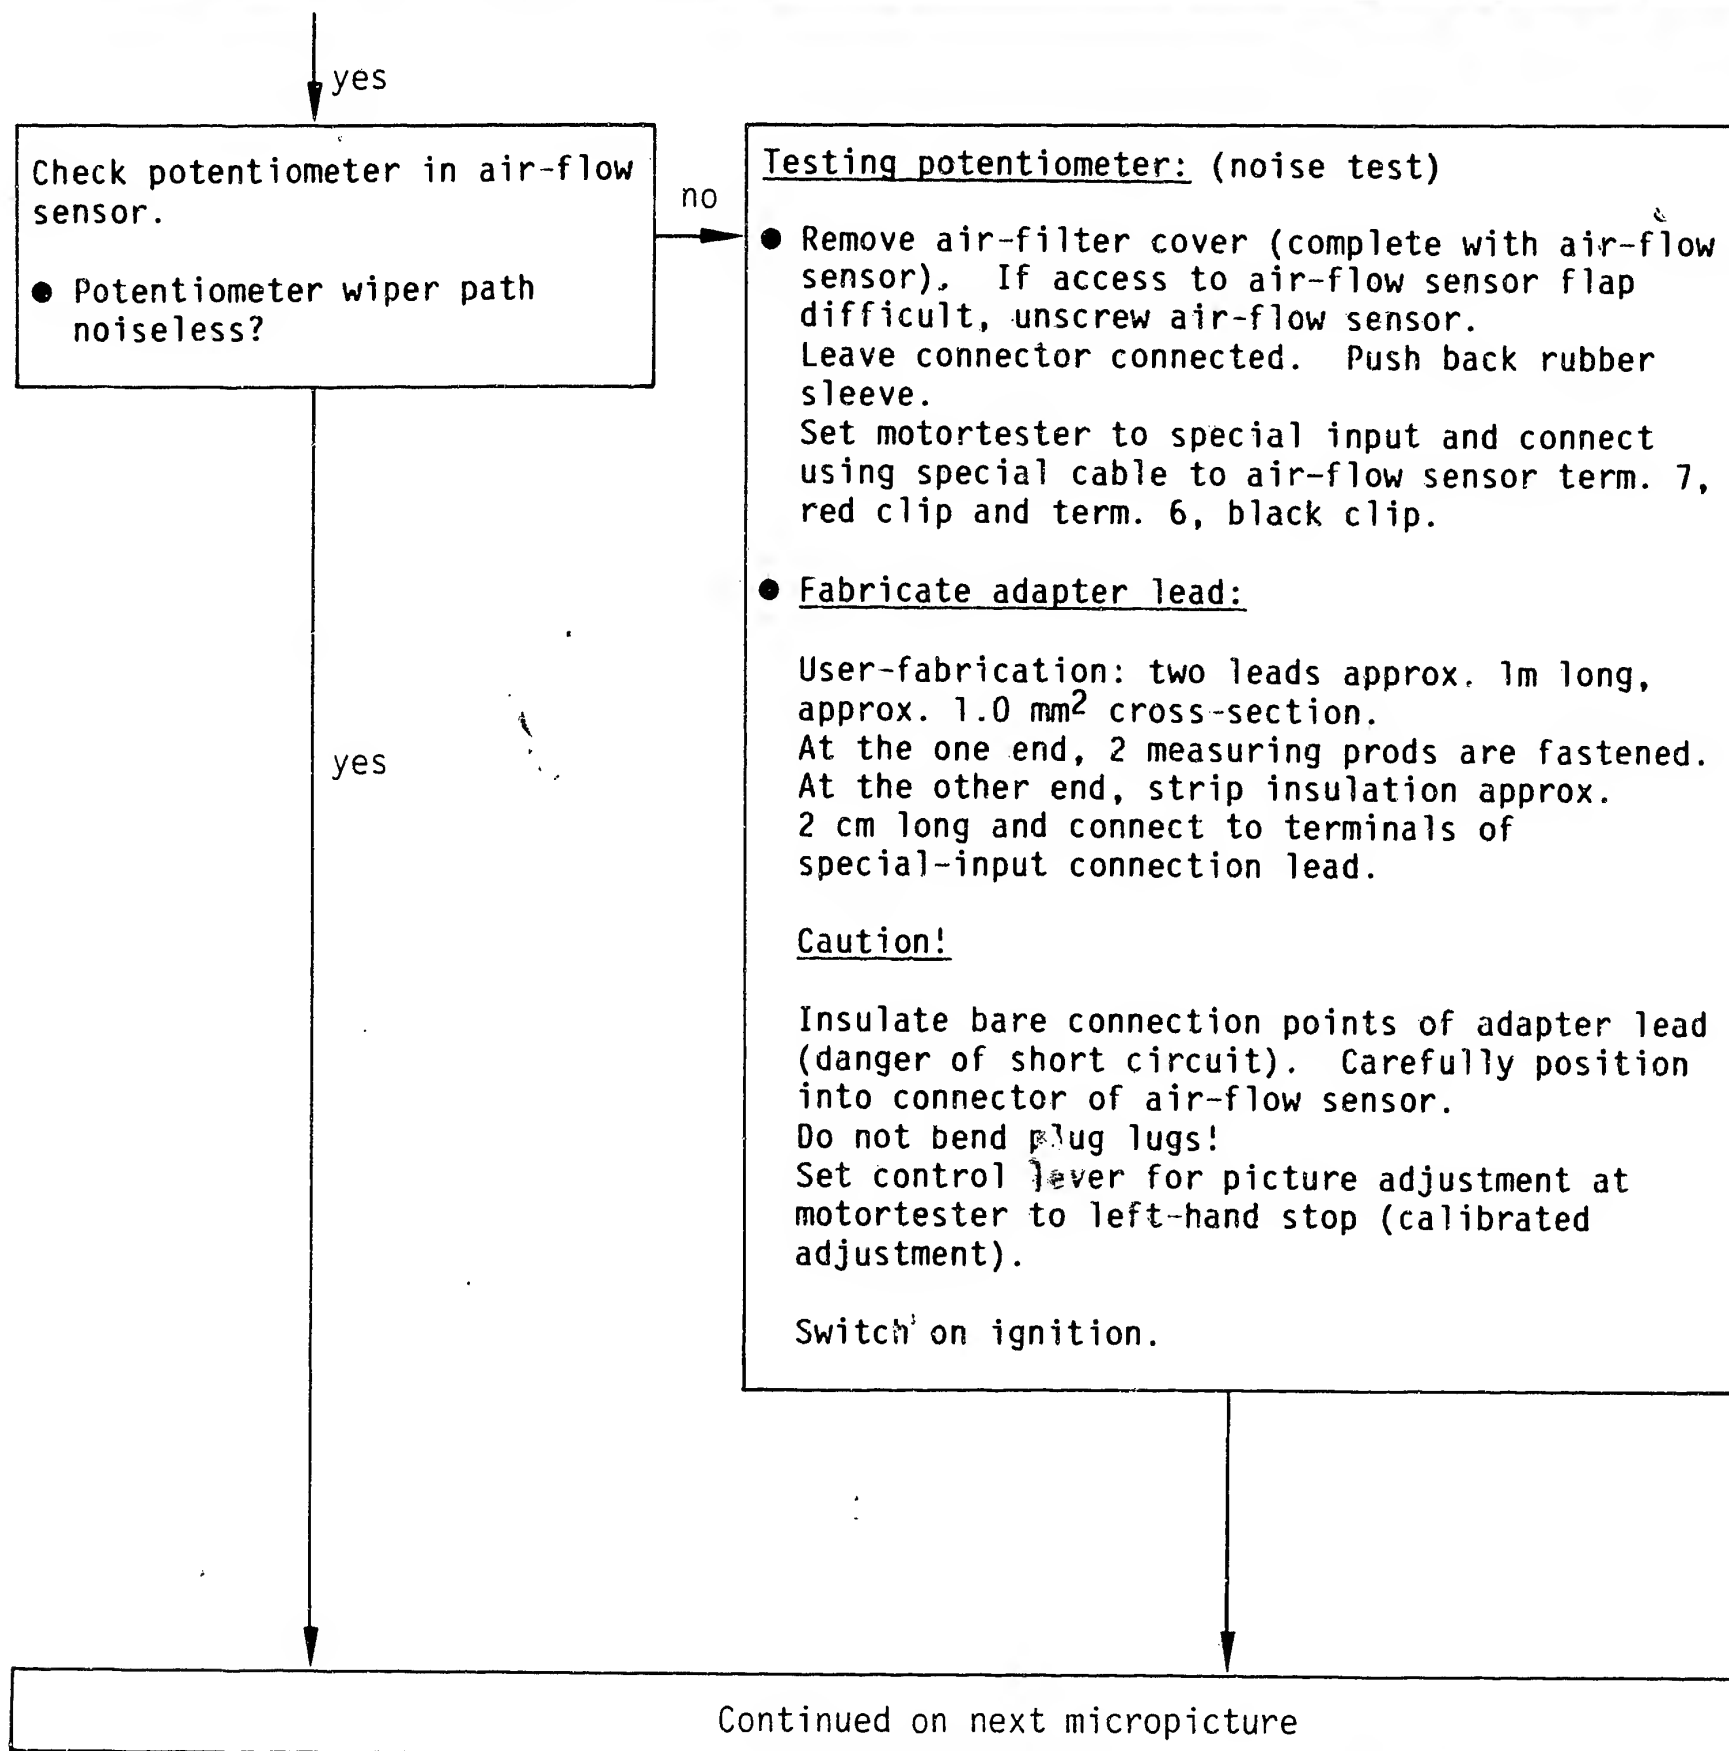 yes
Check potentiometer in air-flow
sensor.
● Potentiometer wiper path
noiseless?
no
yes
Testing potentiometer: (noise test)
● Remove air-filter cover (complete with air-flow
sensor). If access to air-flow sensor flap
difficult, unscrew air-flow sensor.
Leave connector connected. Push back rubber
sleeve.
Set motortester to special input and connect
using special cable to air-flow sensor term. 7,
red clip and term. 6, black clip.
● Fabricate adapter lead:
User-fabrication: two leads approx. 1m long,
approx. 1.0 mm² cross-section.
At the one end, 2 measuring prods are fastened.
At the other end, strip insulation approx.
2 cm long and connect to terminals of
special-input connection lead.
Caution!
Insulate bare connection points of adapter lead
(danger of short circuit). Carefully position
into connector of air-flow sensor.
Do not bend plug lugs!
Set control lever for picture adjustment at
motortester to left-hand stop (calibrated
adjustment).
Switch on ignition.
Continued on next micropicture